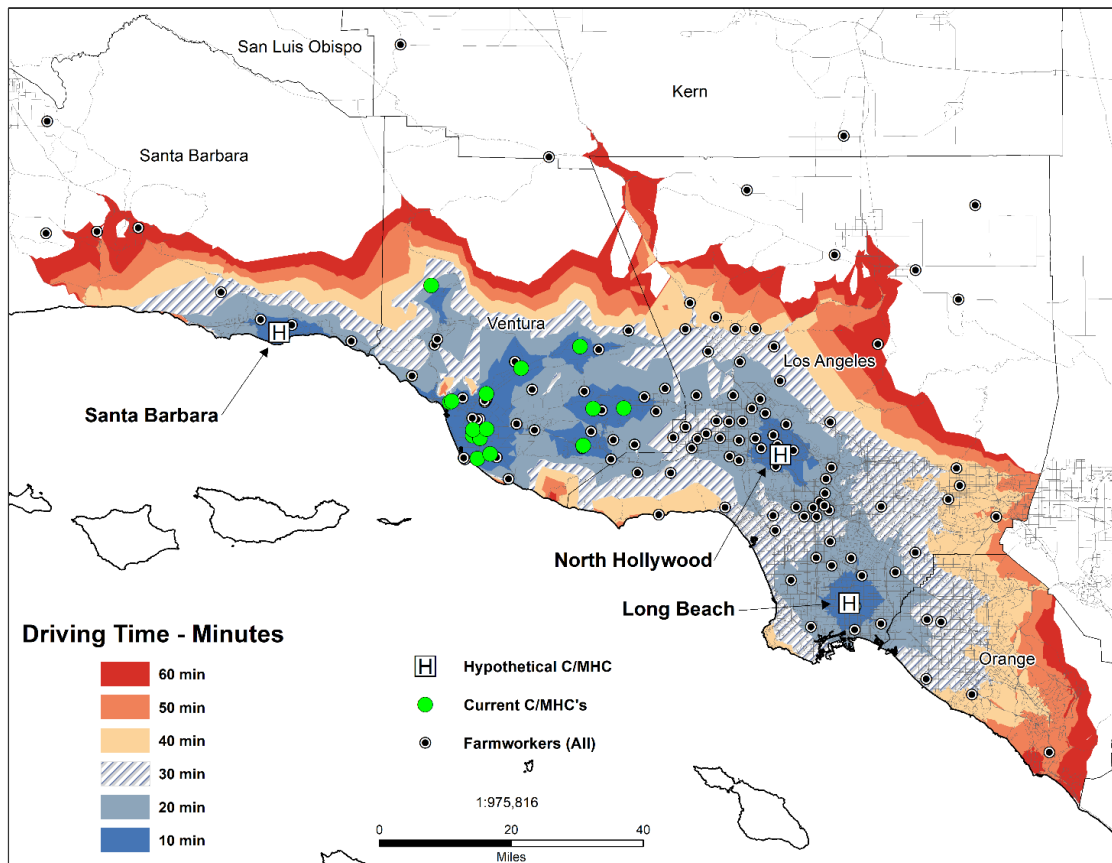 San Luis Obispo
Kern
Santa Barbara
Ventura
Los Angeles
Santa Barbara
North Hollywood
Long Beach
Orange
H
H
H
Driving Time - Minutes
60 min
50 min
40 min
30 min
20 min
10 min
H Hypothetical C/MHC
Current C/MHC's
Farmworkers (All)
1:975,816
0 20 40
Miles